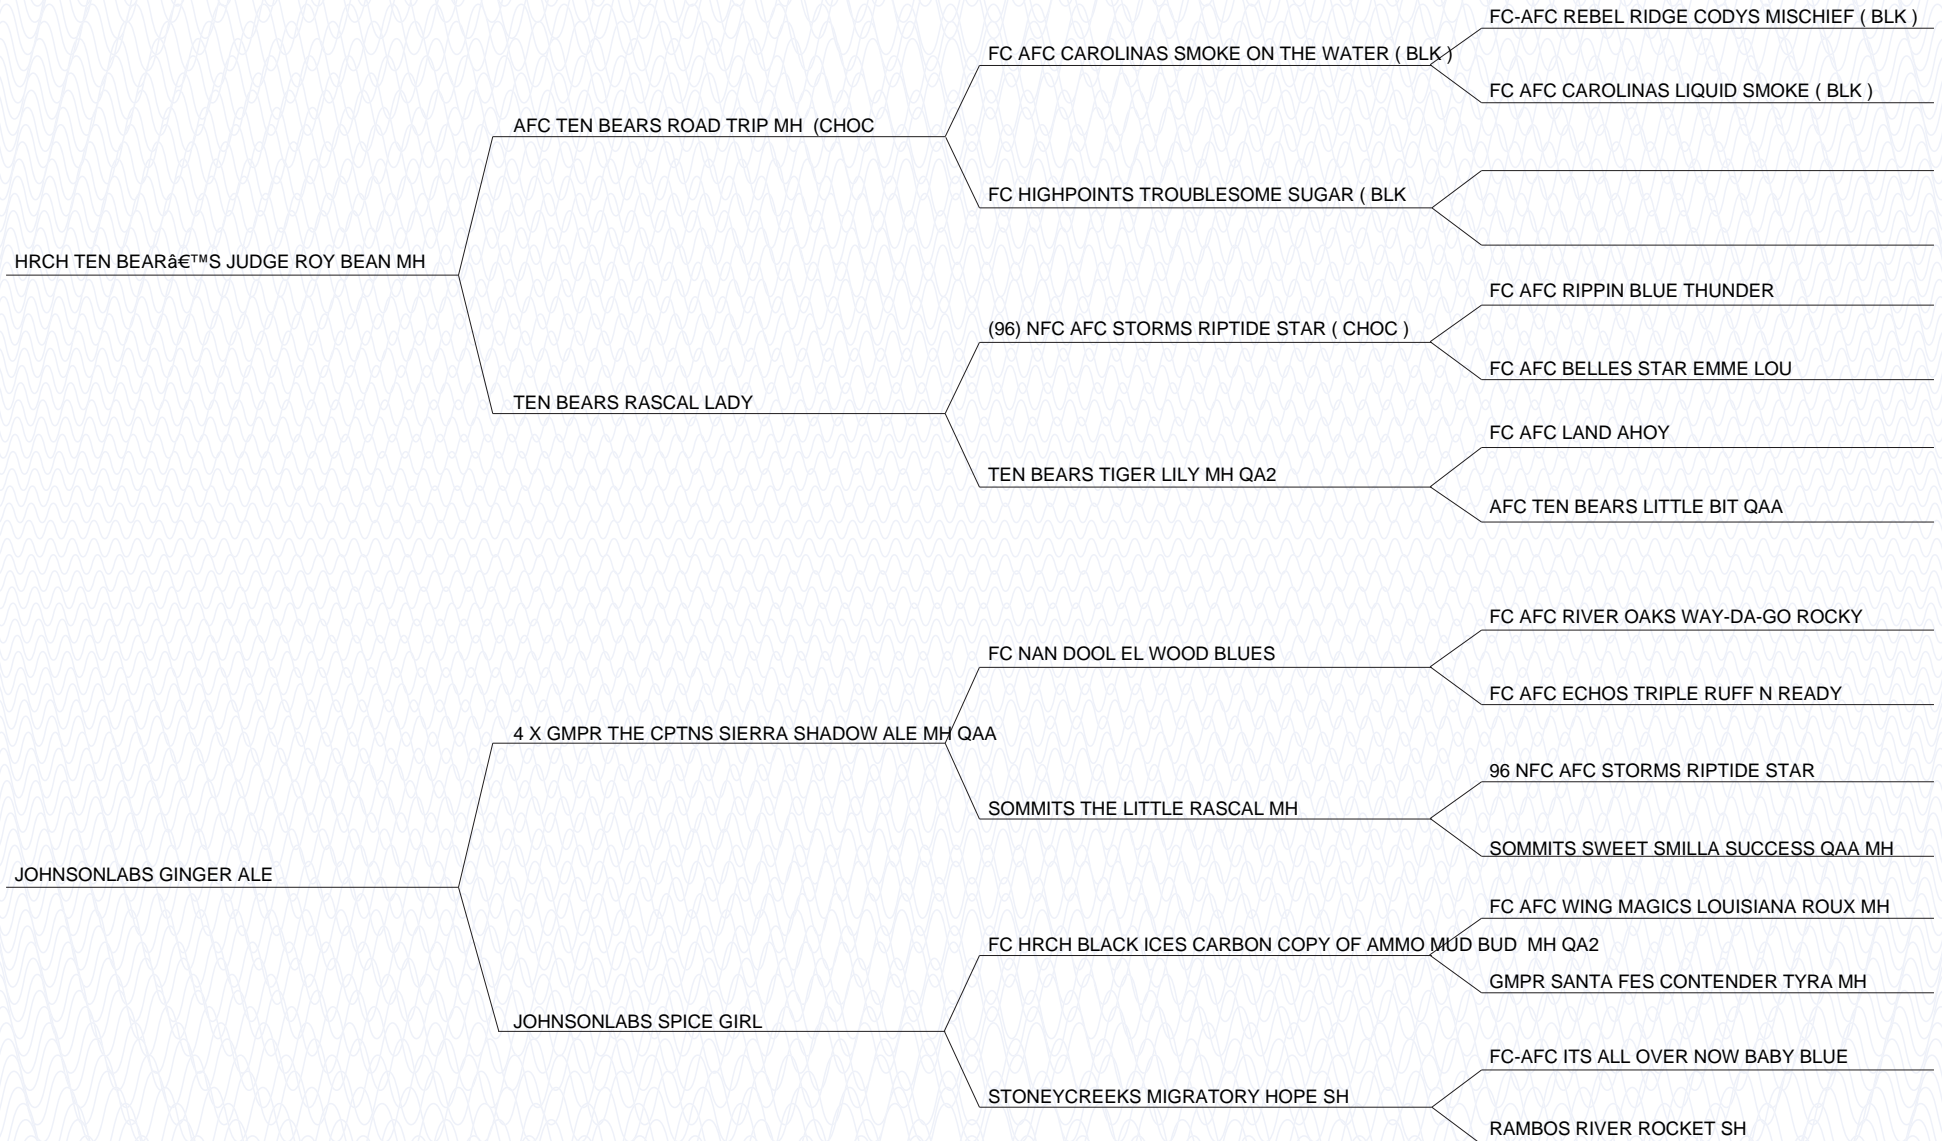 FC-AFC REBEL RIDGE CODYS MISCHIEF ( BLK )
FC AFC CAROLINAS SMOKE ON THE WATER ( BLK )
FC AFC CAROLINAS LIQUID SMOKE ( BLK )
AFC TEN BEARS ROAD TRIP MH  (CHOC
FC HIGHPOINTS TROUBLESOME SUGAR ( BLK
HRCH TEN BEARâ€™S JUDGE ROY BEAN MH
FC AFC RIPPIN BLUE THUNDER
(96) NFC AFC STORMS RIPTIDE STAR ( CHOC )
FC AFC BELLES STAR EMME LOU
TEN BEARS RASCAL LADY
FC AFC LAND AHOY
TEN BEARS TIGER LILY MH QA2
AFC TEN BEARS LITTLE BIT QAA
FC AFC RIVER OAKS WAY-DA-GO ROCKY
FC NAN DOOL EL WOOD BLUES
FC AFC ECHOS TRIPLE RUFF N READY
4 X GMPR THE CPTNS SIERRA SHADOW ALE MH QAA
96 NFC AFC STORMS RIPTIDE STAR
SOMMITS THE LITTLE RASCAL MH
SOMMITS SWEET SMILLA SUCCESS QAA MH
JOHNSONLABS GINGER ALE
FC AFC WING MAGICS LOUISIANA ROUX MH
FC HRCH BLACK ICES CARBON COPY OF AMMO MUD BUD  MH QA2
GMPR SANTA FES CONTENDER TYRA MH
JOHNSONLABS SPICE GIRL
FC-AFC ITS ALL OVER NOW BABY BLUE
STONEYCREEKS MIGRATORY HOPE SH
RAMBOS RIVER ROCKET SH